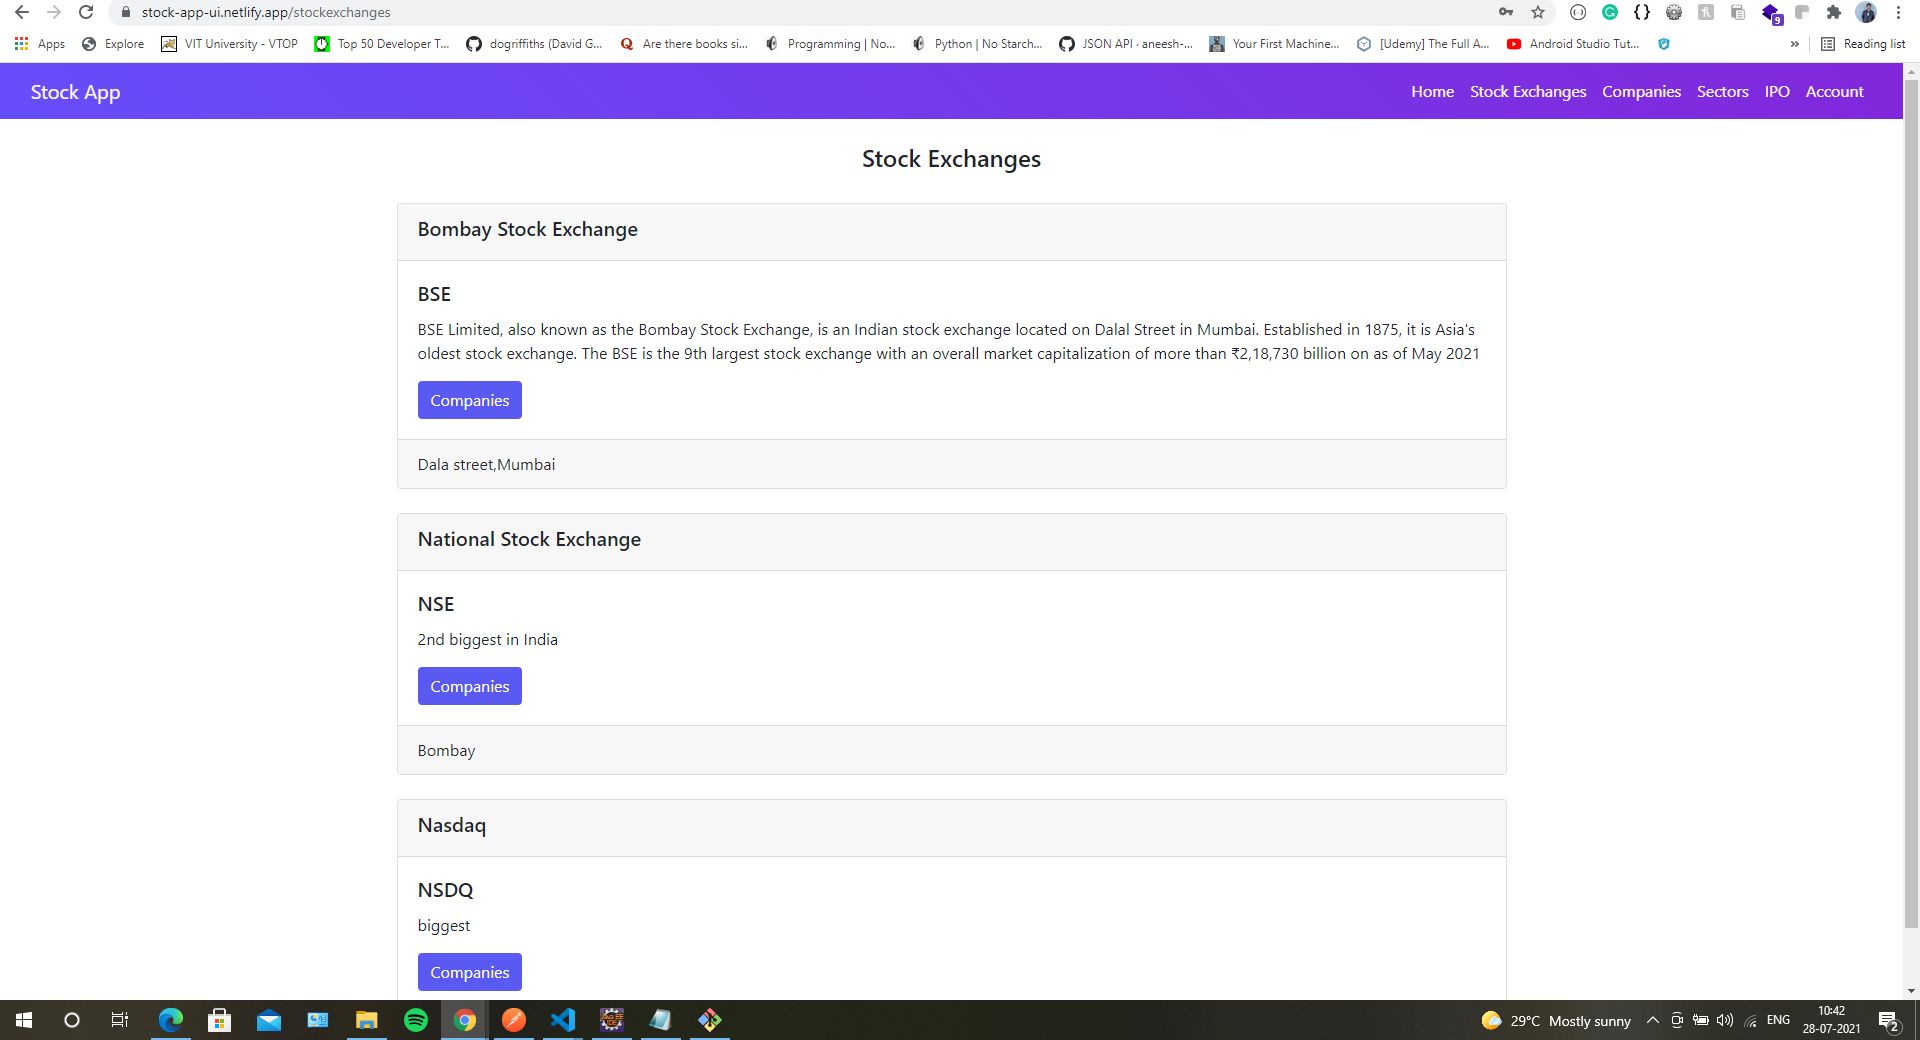 stock-app-ui.netlify.app/stockexchanges
9
Apps Explore VIT University - VTOP Top 50 Developer T... dogriffiths (David G... Are there books si... Programming | No... Python | No Starch... JSON API · aneesh-... Your First Machine... [Udemy] The Full A... Android Studio Tut... » Reading list
Stock App Home Stock Exchanges Companies Sectors IPO Account
Stock Exchanges
Bombay Stock Exchange
BSE
BSE Limited, also known as the Bombay Stock Exchange, is an Indian stock exchange located on Dalal Street in Mumbai. Established in 1875, it is Asia's
oldest stock exchange. The BSE is the 9th largest stock exchange with an overall market capitalization of more than ₹2,18,730 billion on as of May 2021
Companies
Dala street,Mumbai
National Stock Exchange
NSE
2nd biggest in India
Companies
Bombay
Nasdaq
NSDQ
biggest
Companies
29°C Mostly sunny ENG 10:42
28-07-2021 2